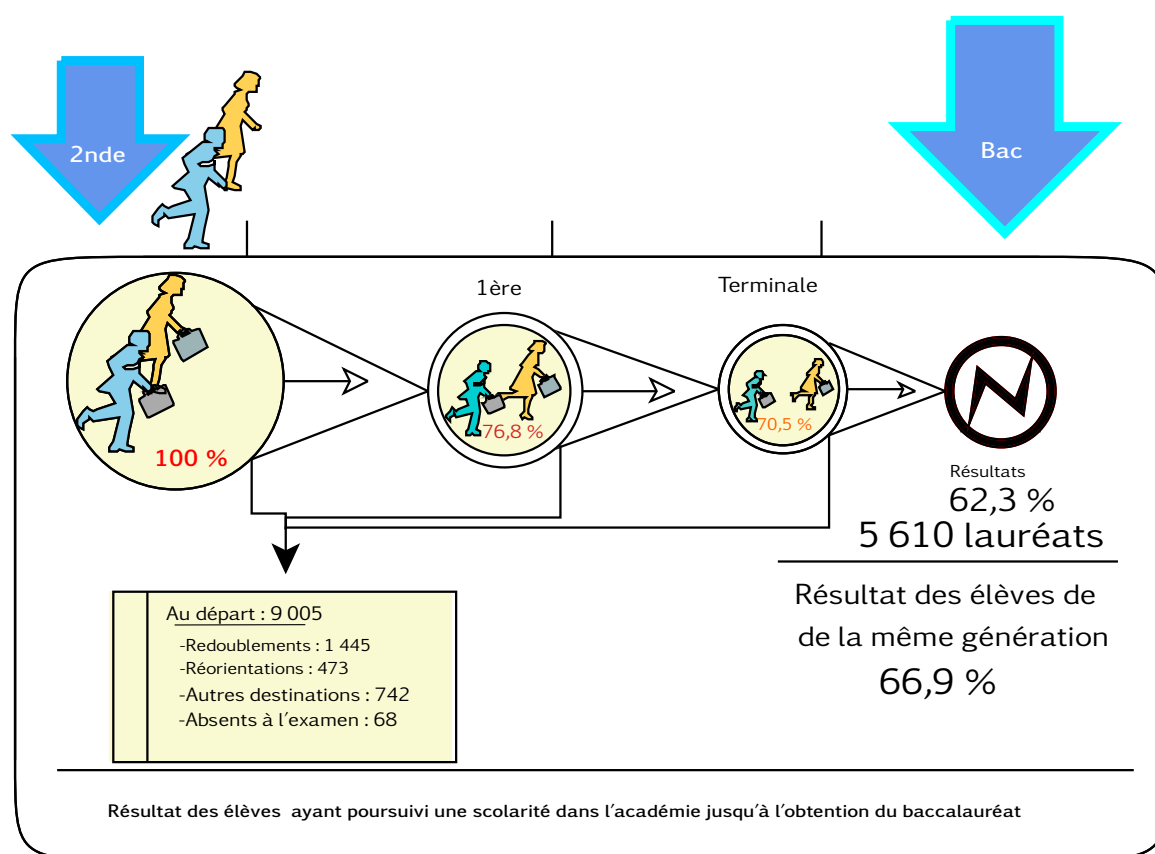 2nde
Bac
1ère
Terminale
100 %
76,8 %
70,5 %
Résultats
62,3 %
5 610 lauréats
Résultat des élèves de
de la même génération
66,9 %
Au départ : 9 005
-Redoublements : 1 445
-Réorientations : 473
-Autres destinations : 742
-Absents à l'examen : 68
Résultat des élèves ayant poursuivi une scolarité dans l'académie jusqu'à l'obtention du baccalauréat